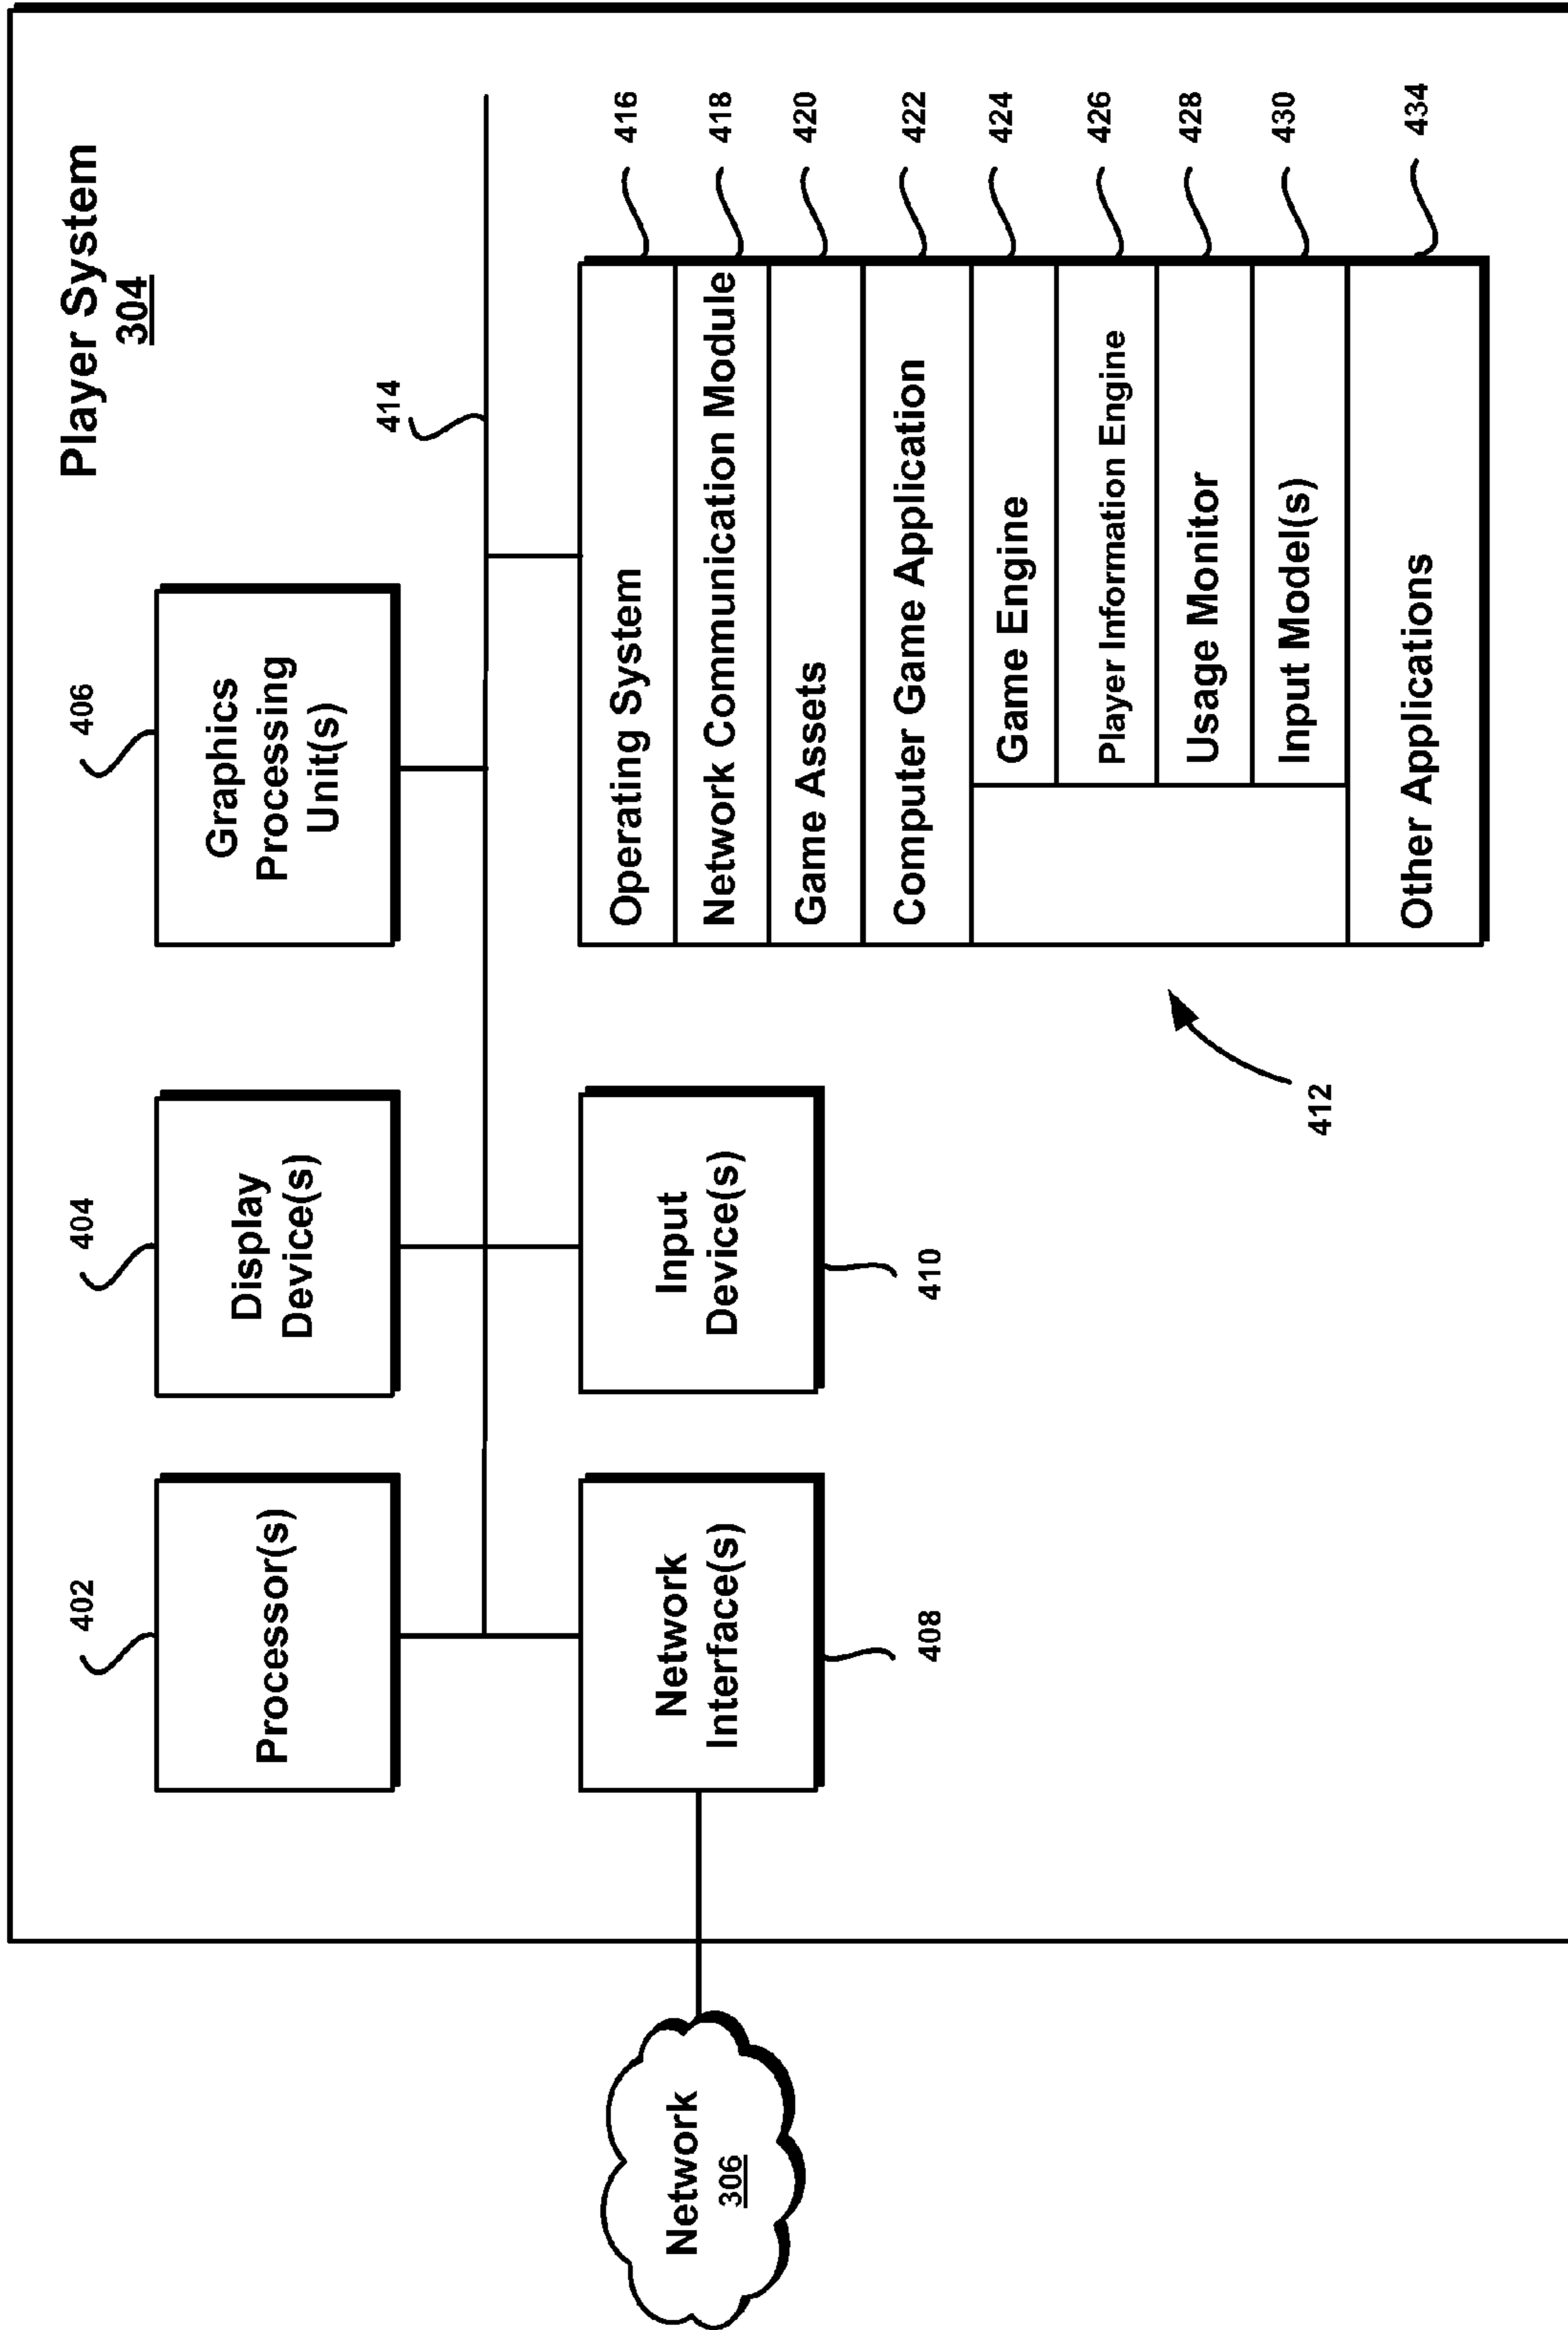 Player System
304
402
404
406
Processor(s)
Display
Device(s)
Graphics
Processing
Unit(s)
414
Network
306
Network
Interface(s)
408
Input
Device(s)
410
412
Operating System
416
Network Communication Module
418
Game Assets
420
Computer Game Application
422
Game Engine
424
Player Information Engine
426
Usage Monitor
428
Input Model(s)
430
Other Applications
434